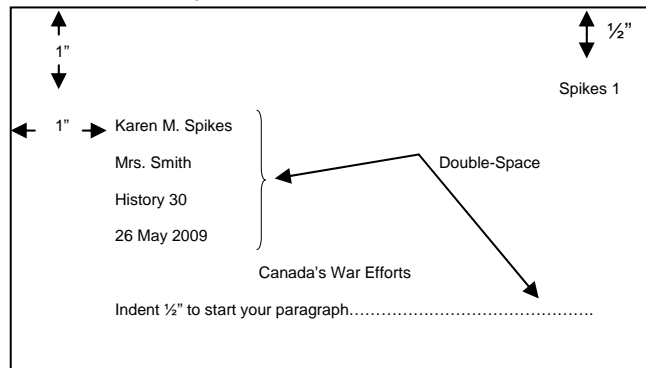 ½”
1”
Spikes 1
1” Karen M. Spikes
Mrs. Smith Double-Space
History 30
26 May 2009
Canada’s War Efforts
Indent ½” to start your paragraph……………………………………….